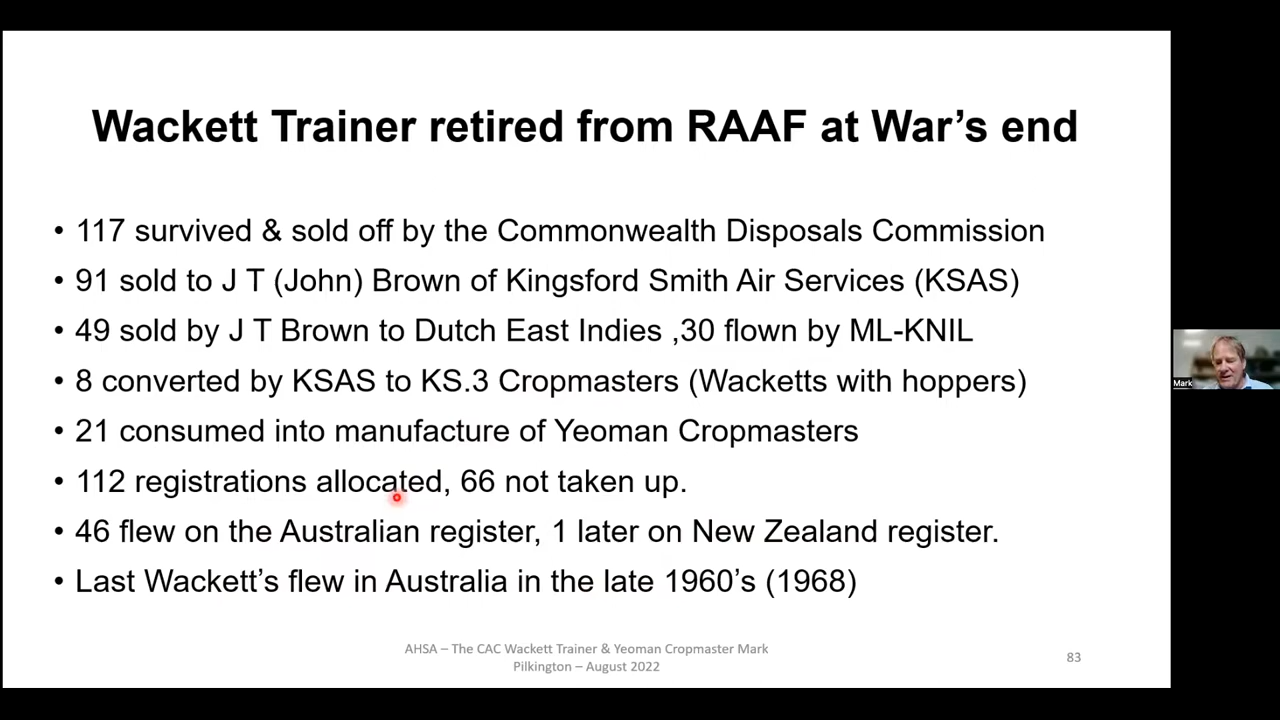 Wackett Trainer retired from RAAF at War’s end
• 117 survived & sold off by the Commonwealth Disposals Commission
• 91 sold to J T (John) Brown of Kingsford Smith Air Services (KSAS)
• 49 sold by J T Brown to Dutch East Indies ,30 flown by ML-KNIL
• 8 converted by KSAS to KS.3 Cropmasters (Wacketts with hoppers)
• 21 consumed into manufacture of Yeoman Cropmasters
• 112 registrations allocated, 66 not taken up.
• 46 flew on the Australian register, 1 later on New Zealand register.
• Last Wackett’s flew in Australia in the late 1960’s (1968)
AHSA – The CAC Wackett Trainer & Yeoman Cropmaster Mark
Pilkington – August 2022
83
Mark